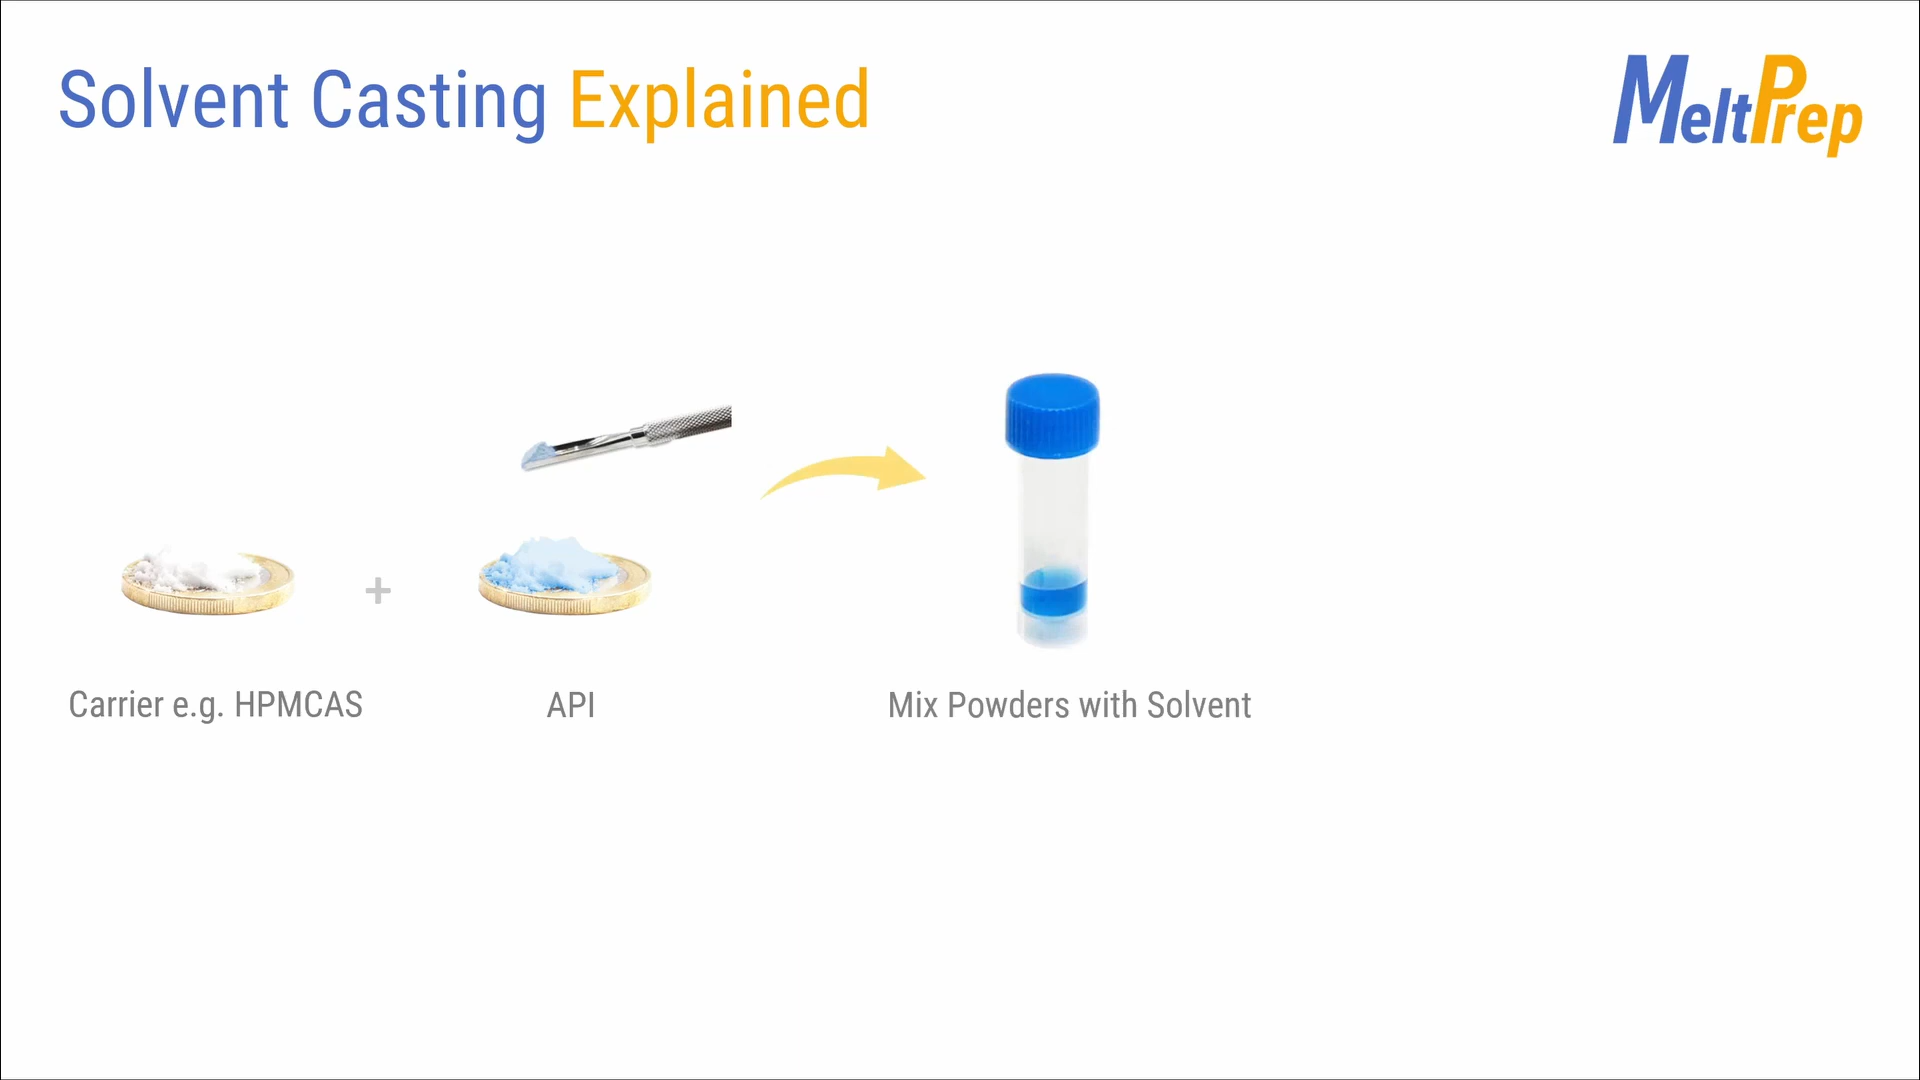 Solvent Casting Explained
MeltPrep
+
Carrier e.g. HPMCAS
API
Mix Powders with Solvent